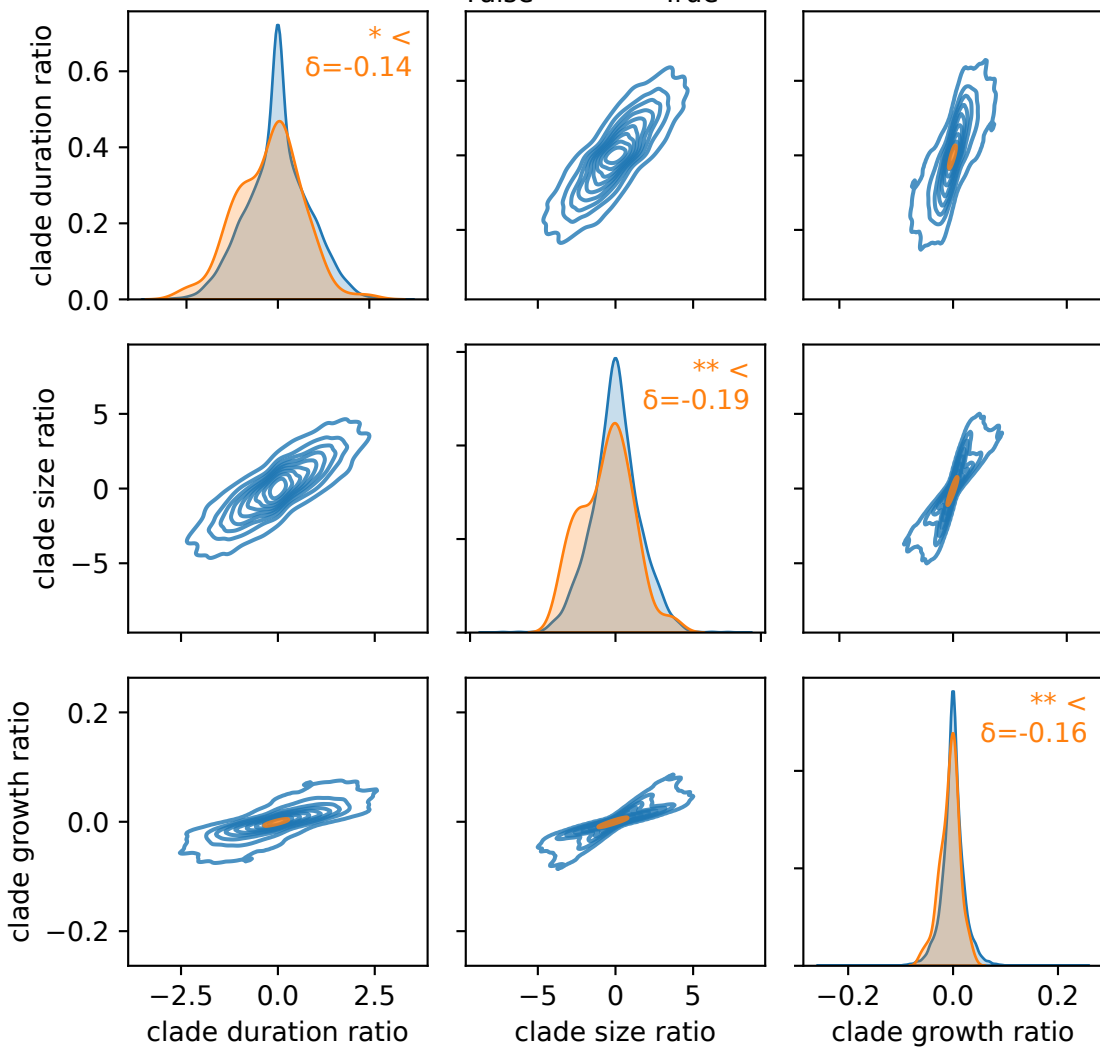 True
clade duration ratio
0.6
0.4
0.2
0.0
* <
δ=-0.14
clade size ratio
5
0
−5
** <
δ=-0.19
clade growth ratio
0.2
0.0
−0.2
** <
δ=-0.16
−2.5 0.0 2.5
−5 0 5
−0.2 0.0 0.2
clade duration ratio
clade size ratio
clade growth ratio